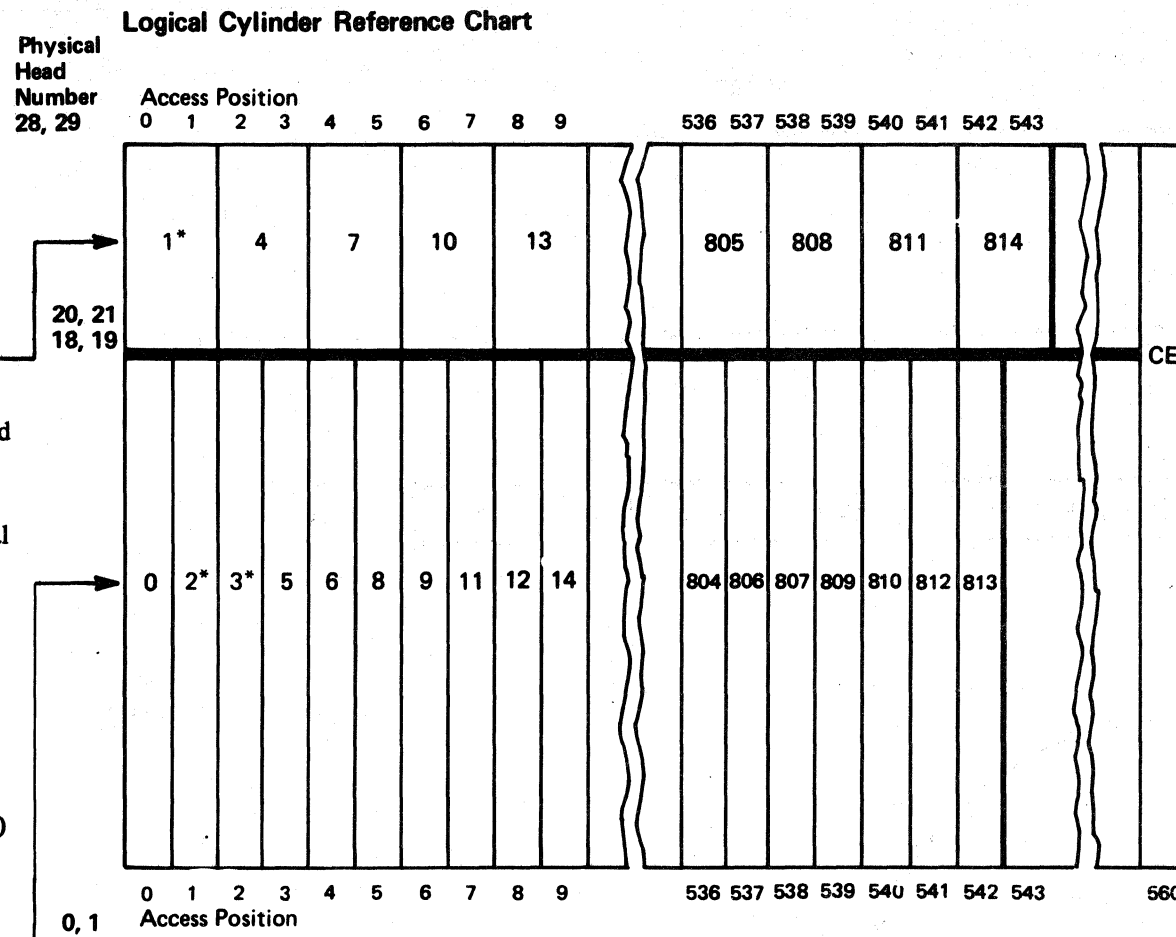 Logical Cylinder Reference Chart
Physical
Head
Number
28, 29
Access Position
0 1 2 3 4 5 6 7 8 9 536 537 538 539 540 541 542 543
1* 4 7 10 13 805 808 811 814
20, 21
18, 19
CE
d
l
0 2* 3* 5 6 8 9 11 12 14 804 806 807 809 810 812 813
)
0 1 2 3 4 5 6 7 8 9 536 537 538 539 540 541 542 543 560
0, 1
Access Position